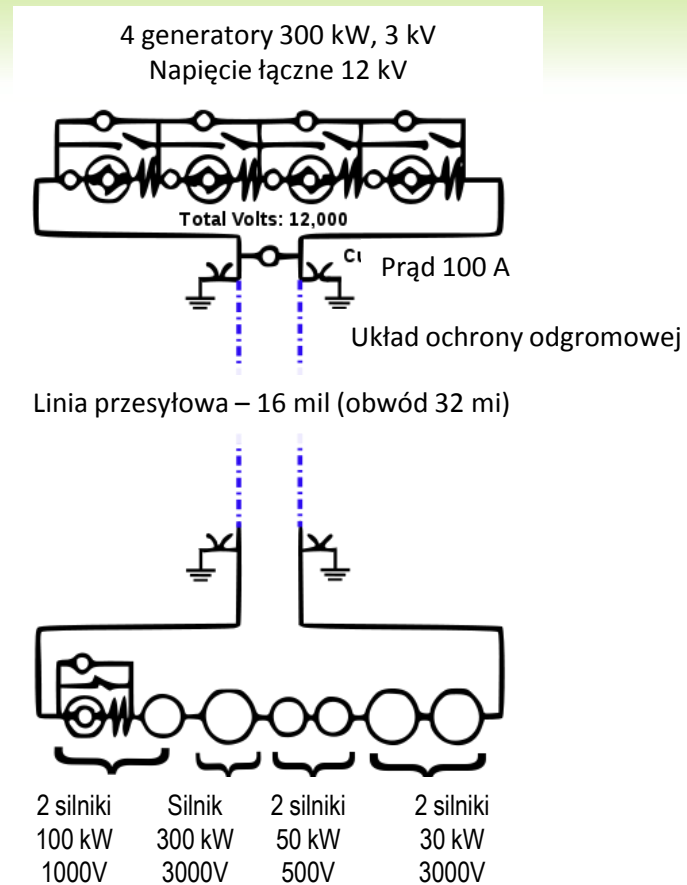 4 generatory 300 kW, 3 kV
Napięcie łączne 12 kV
Total Volts: 12,000
Prąd 100 A
Układ ochrony odgromowej
Linia przesyłowa – 16 mil (obwód 32 mi)
2 silniki Silnik 2 silniki 2 silniki
100 kW 300 kW 50 kW 30 kW
1000V 3000V 500V 3000V